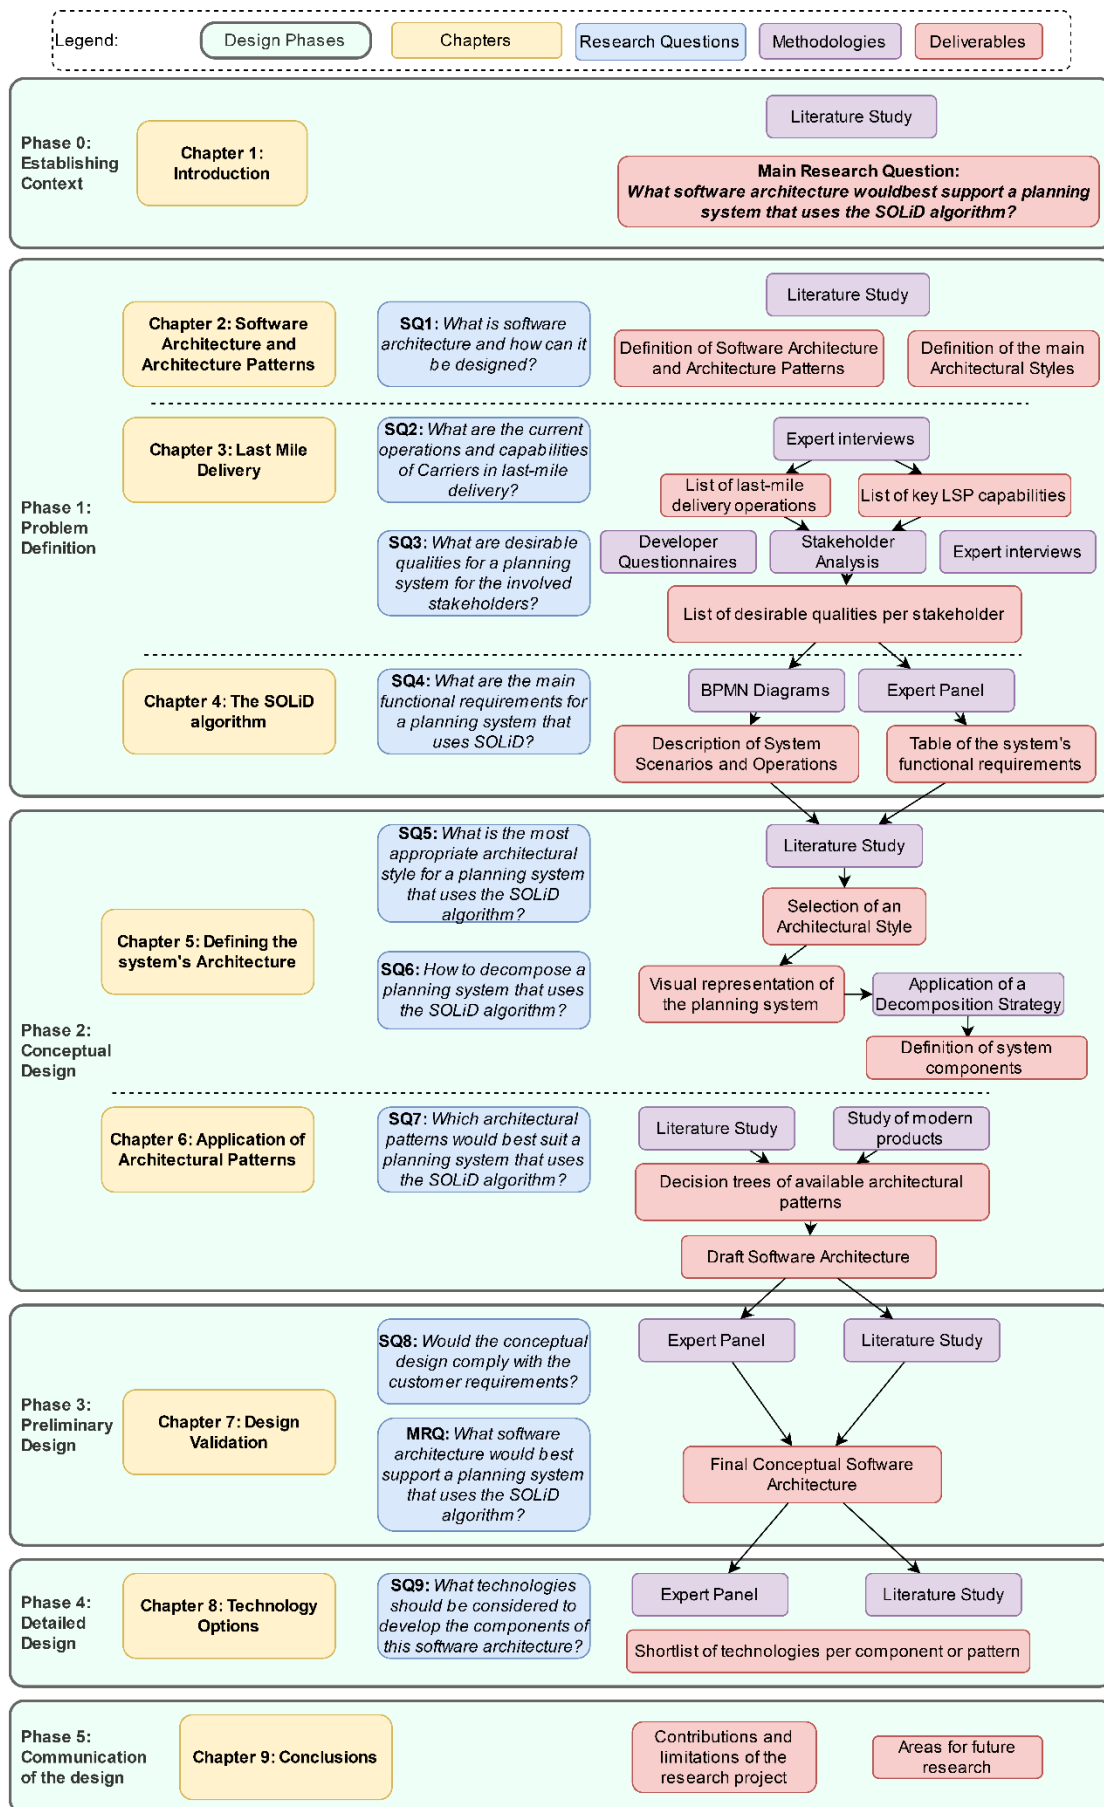 Legend:
Design Phases
Chapters
Research Questions
Methodologies
Deliverables
Phase 0:
Establishing
Context
Chapter 1:
Introduction
Literature Study
Main Research Question:
What software architecture wouldbest support a planning
system that uses the SOLiD algorithm?
Phase 1:
Problem
Definition
Chapter 2: Software
Architecture and
Architecture Patterns
SQ1: What is software
architecture and how can it
be designed?
Literature Study
Definition of Software Architecture
and Architecture Patterns
Definition of the main
Architectural Styles
Chapter 3: Last Mile
Delivery
SQ2: What are the current
operations and capabilities
of Carriers in last-mile
delivery?
Expert interviews
List of last-mile
delivery operations
List of key LSP capabilities
SQ3: What are desirable
qualities for a planning
system for the involved
stakeholders?
Developer
Questionnaires
Stakeholder
Analysis
Expert interviews
List of desirable qualities per stakeholder
Chapter 4: The SOLiD
algorithm
SQ4: What are the main
functional requirements for
a planning system that
uses SOLiD?
BPMN Diagrams
Expert Panel
Description of System
Scenarios and Operations
Table of the system's
functional requirements
Phase 2:
Conceptual
Design
Chapter 5: Defining the
system's Architecture
SQ5: What is the most
appropriate architectural
style for a planning system
that uses the SOLiD
algorithm?
Literature Study
Selection of an
Architectural Style
SQ6: How to decompose a
planning system that uses
the SOLiD algorithm?
Visual representation of
the planning system
Application of a
Decomposition Strategy
Definition of system
components
Chapter 6: Application of
Architectural Patterns
SQ7: Which architectural
patterns would best suit a
planning system that uses
the SOLiD algorithm?
Literature Study
Study of modern
products
Decision trees of available architectural
patterns
Draft Software Architecture
Phase 3:
Preliminary
Design
Chapter 7: Design
Validation
SQ8: Would the conceptual
design comply with the
customer requirements?
Expert Panel
Literature Study
MRQ: What software
architecture would best
support a planning system
that uses the SOLiD
algorithm?
Final Conceptual Software
Architecture
Phase 4:
Detailed
Design
Chapter 8: Technology
Options
SQ9: What technologies
should be considered to
develop the components of
this software architecture?
Expert Panel
Literature Study
Shortlist of technologies per component or pattern
Phase 5:
Communication
of the design
Chapter 9: Conclusions
Contributions and
limitations of the
research project
Areas for future
research